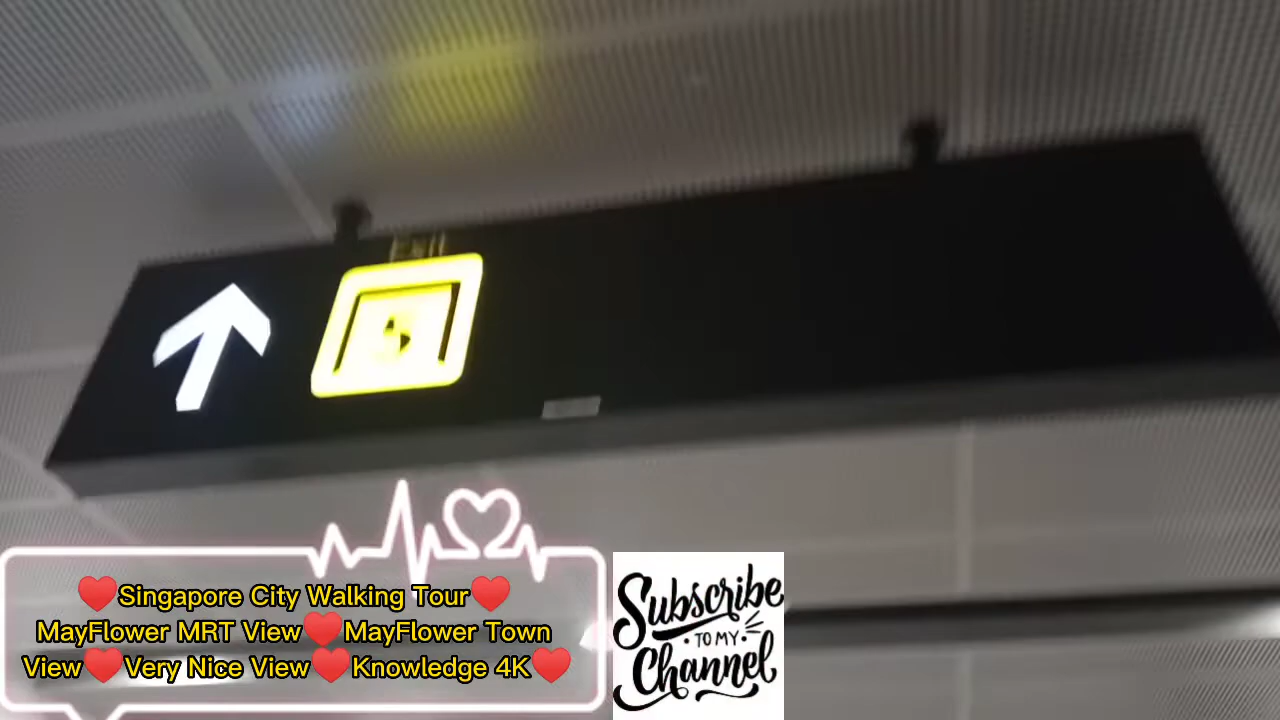 EXIT
♥️Singapore City Walking Tour♥️
MayFlower MRT View♥️MayFlower Town
View♥️Very Nice View♥️Knowledge 4K♥️
Subscribe
• TO MY •
Channel